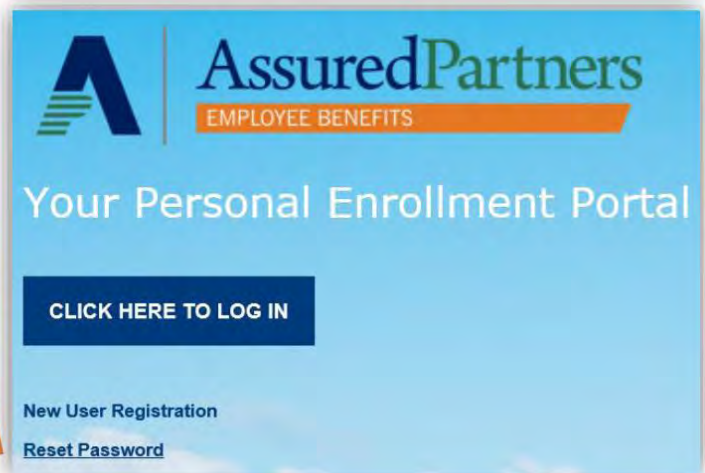 AssuredPartners
EMPLOYEE BENEFITS
Your Personal Enrollment Portal
CLICK HERE TO LOG IN
New User Registration
Reset Password